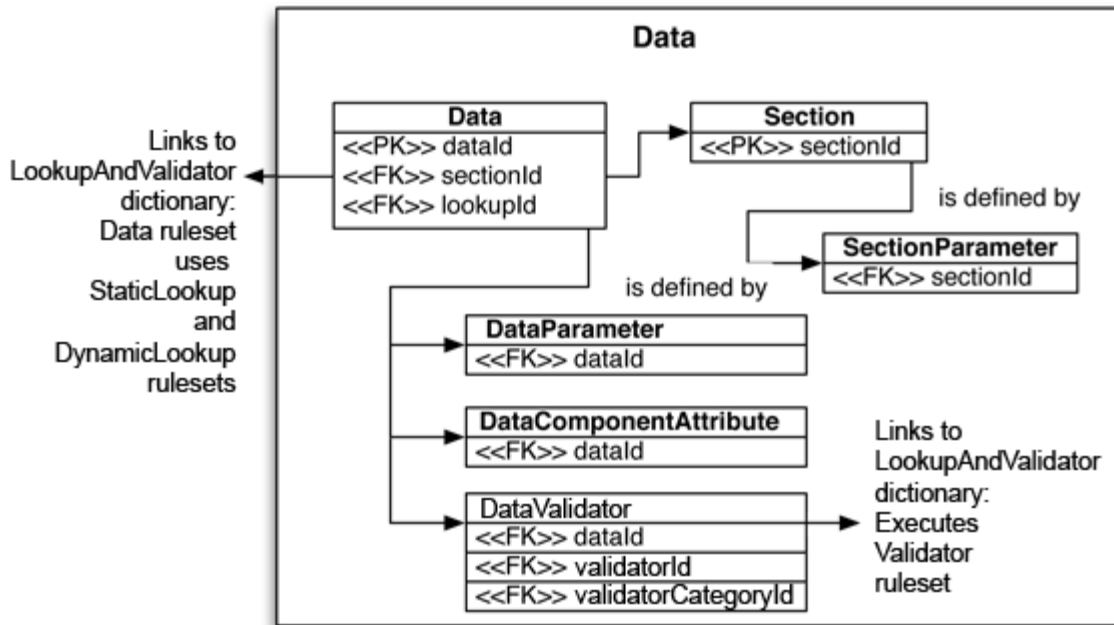 Data
Links to
LookupAndValidator
dictionary:
Data ruleset
uses
StaticLookup
and
DynamicLookup
rulesets
Data
<<PK>> dataId
<<FK>> sectionId
<<FK>> lookupId
Section
<<PK>> sectionId
is defined by
SectionParameter
<<FK>> sectionId
is defined by
DataParameter
<<FK>> dataId
DataComponentAttribute
<<FK>> dataId
DataValidator
<<FK>> dataId
<<FK>> validatorId
<<FK>> validatorCategoryId
Links to
LookupAndValidator
dictionary:
Executes
Validator
ruleset